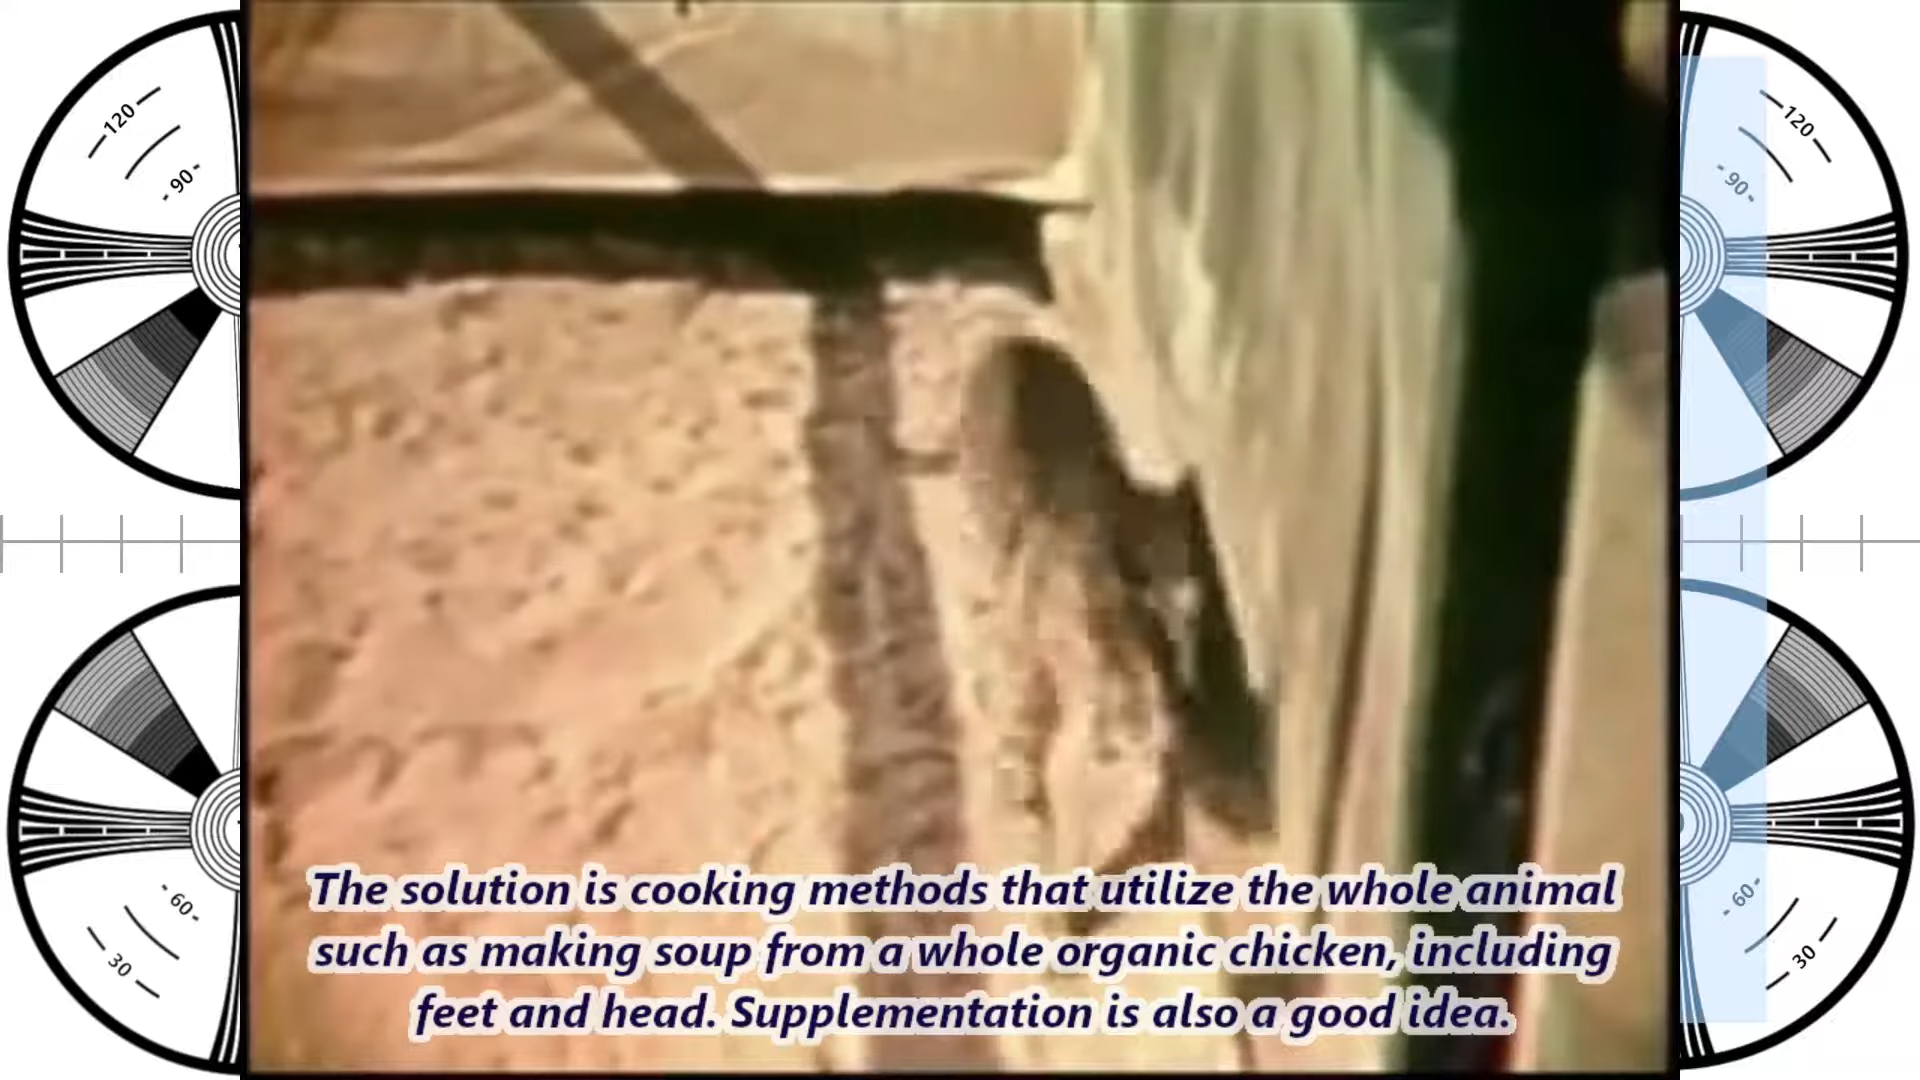 120
120
- 90 -
- 90 -
The solution is cooking methods that utilize the whole animal
such as making soup from a whole organic chicken, including
feet and head. Supplementation is also a good idea.
- 60 -
- 60 -
30
30